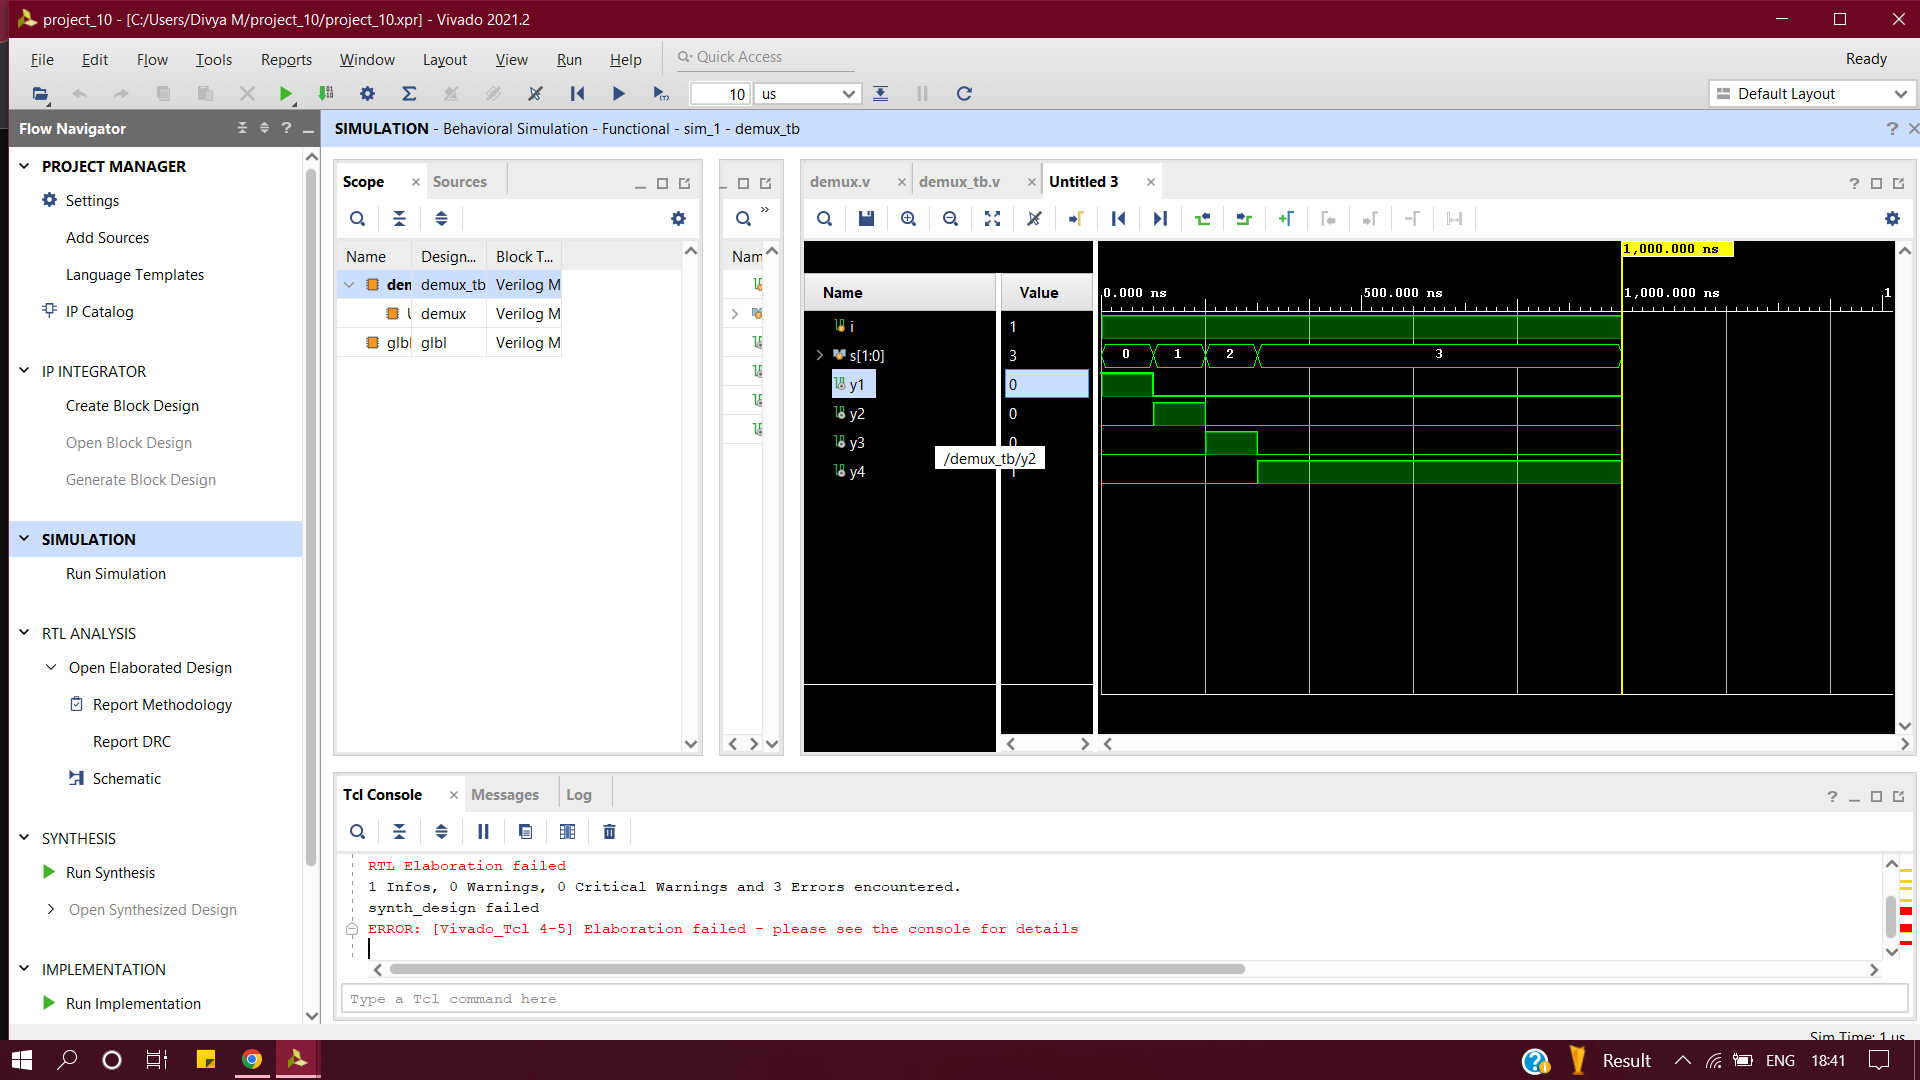 project_10 - [C:/Users/Divya M/project_10/project_10.xpr] - Vivado 2021.2
File Edit Flow Tools Reports Window Layout View Run Help Quick Access Ready
10 us Default Layout
Flow Navigator
PROJECT MANAGER
Settings
Add Sources
Language Templates
IP Catalog
IP INTEGRATOR
Create Block Design
Open Block Design
Generate Block Design
SIMULATION
Run Simulation
RTL ANALYSIS
Open Elaborated Design
Report Methodology
Report DRC
Schematic
SYNTHESIS
Run Synthesis
Open Synthesized Design
IMPLEMENTATION
Run Implementation
SIMULATION - Behavioral Simulation - Functional - sim_1 - demux_tb
Scope Sources
Name Design... Block T...
den demux_tb Verilog M
demux Verilog M
glbl glbl Verilog M
Nam
demux.v demux_tb.v Untitled 3
Name Value
i 1
s[1:0] 3
y1 0
y2 0
y3 0
y4
/demux_tb/y2
1,000.000 ns
0.000 ns 500.000 ns 1,000.000 ns 1
0 1 2 3
Tcl Console Messages Log
RTL Elaboration failed
1 Infos, 0 Warnings, 0 Critical Warnings and 3 Errors encountered.
synth_design failed
ERROR: [Vivado_Tcl 4-5] Elaboration failed - please see the console for details
Type a Tcl command here
Sim Time: 1 us
Result ENG 18:41